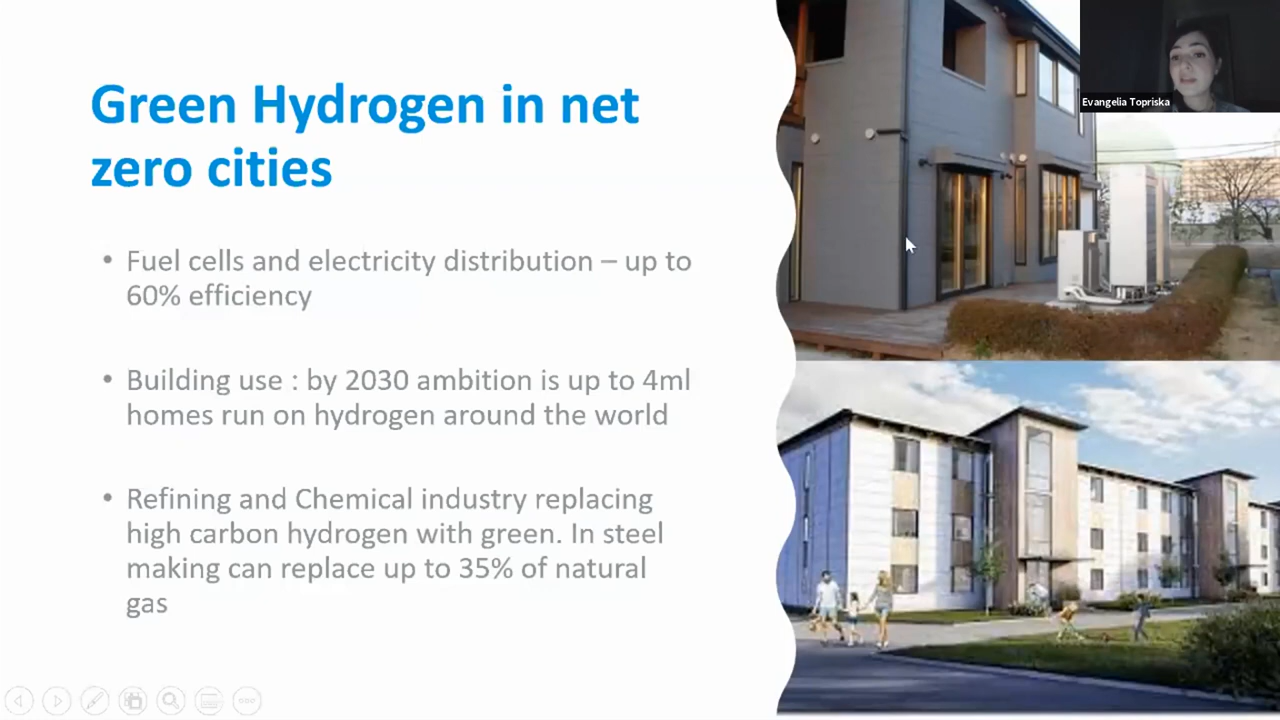 Green Hydrogen in net
zero cities
• Fuel cells and electricity distribution – up to
60% efficiency
• Building use : by 2030 ambition is up to 4ml
homes run on hydrogen around the world
• Refining and Chemical industry replacing
high carbon hydrogen with green. In steel
making can replace up to 35% of natural
gas
Evangelia Topriska